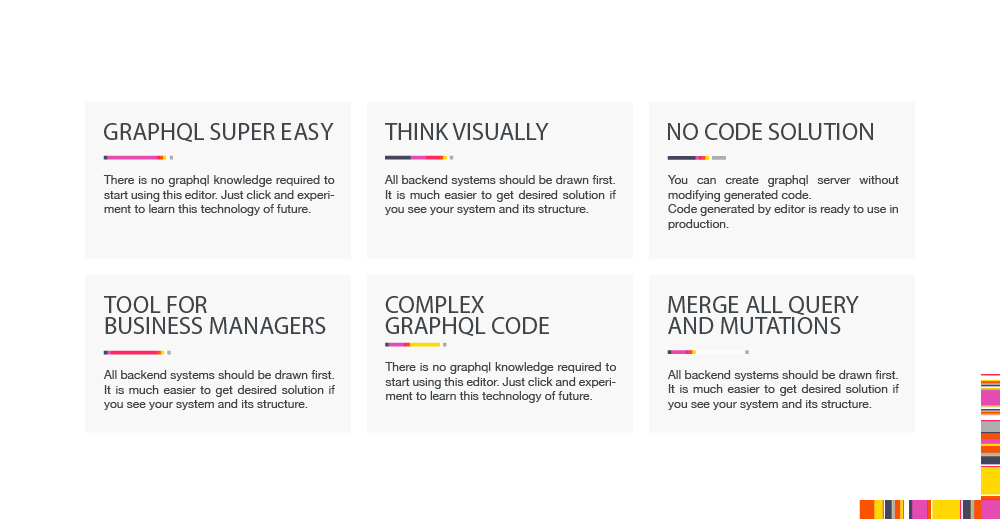 GRAPHQL SUPER EASY
There is no graphql knowledge required to
start using this editor. Just click and experi-
ment to learn this technology of future.
THINK VISUALLY
All backend systems should be drawn first.
It is much easier to get desired solution if
you see your system and its structure.
NO CODE SOLUTION
You can create graphql server without
modifying generated code.
Code generated by editor is ready to use in
production.
TOOL FOR
BUSINESS MANAGERS
All backend systems should be drawn first.
It is much easier to get desired solution if
you see your system and its structure.
COMPLEX
GRAPHQL CODE
There is no graphql knowledge required to
start using this editor. Just click and experi-
ment to learn this technology of future.
MERGE ALL QUERY
AND MUTATIONS
All backend systems should be drawn first.
It is much easier to get desired solution if
you see your system and its structure.